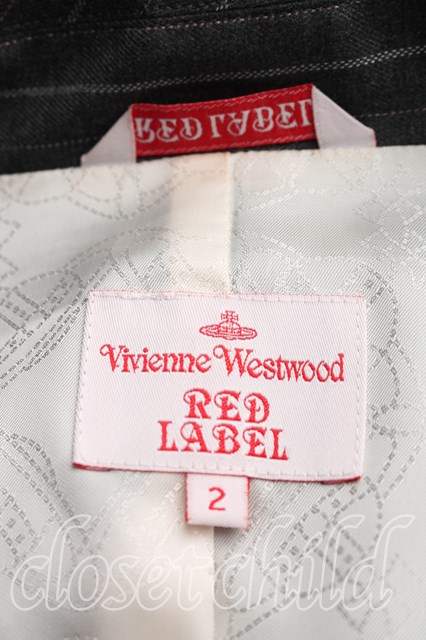 RED LABEL
Vivienne Westwood
RED
LABEL
2
closet child